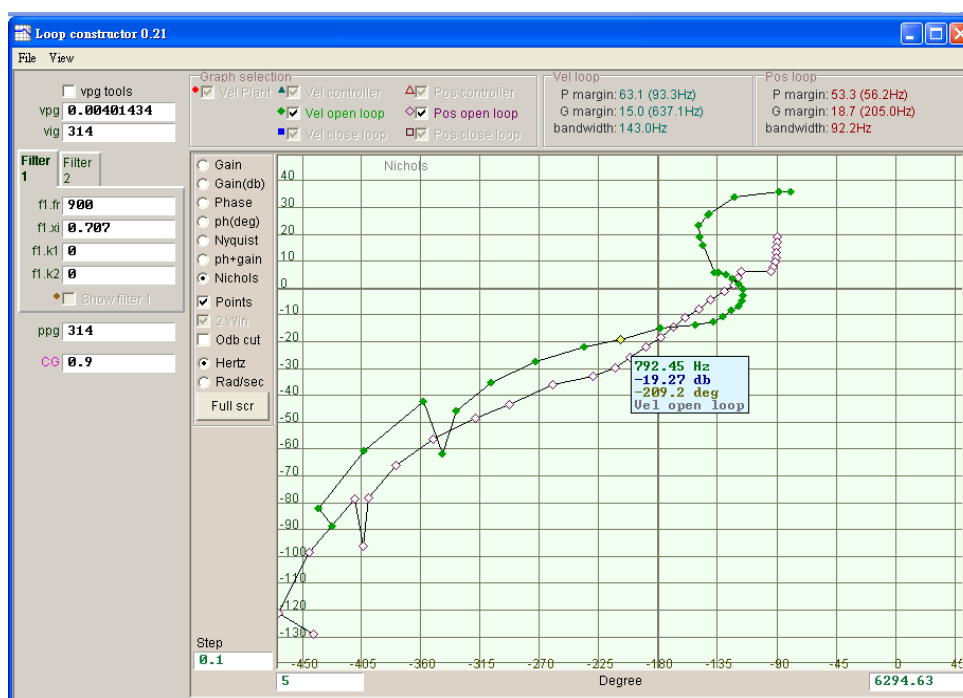 Loop constructor 0.21
File View
vpg tools
vpg 0.00401434
vig 314
Filter 1
Filter 2
f1.fr 900
f1.xi 0.707
f1.k1 0
f1.k2 0
Show filter 1
ppg 314
CG 0.9
Graph selection
Vel Plant Vel controller Pos controller
Vel open loop Pos open loop
Vel close loop Pos close loop
Vel loop
P margin: 63.1 (93.3Hz)
G margin: 15.0 (637.1Hz)
bandwidth: 143.0Hz
Pos loop
P margin: 53.3 (56.2Hz)
G margin: 18.7 (205.0Hz)
bandwidth: 92.2Hz
Gain
Gain(db)
Phase
ph(deg)
Nyquist
ph+gain
Nichols
Points
2 Win
0db cut
Hertz
Rad/sec
Full scr
Step
0.1
Nichols
40
30
20
10
0
-10
-20
-30
-40
-50
-60
-70
-80
-90
-100
-110
-120
-130
792.45 Hz
-19.27 db
-209.2 deg
Vel open loop
-450 -405 -360 -315 -270 -225 -180 -135 -90 -45 0 45
5 Degree 6294.63